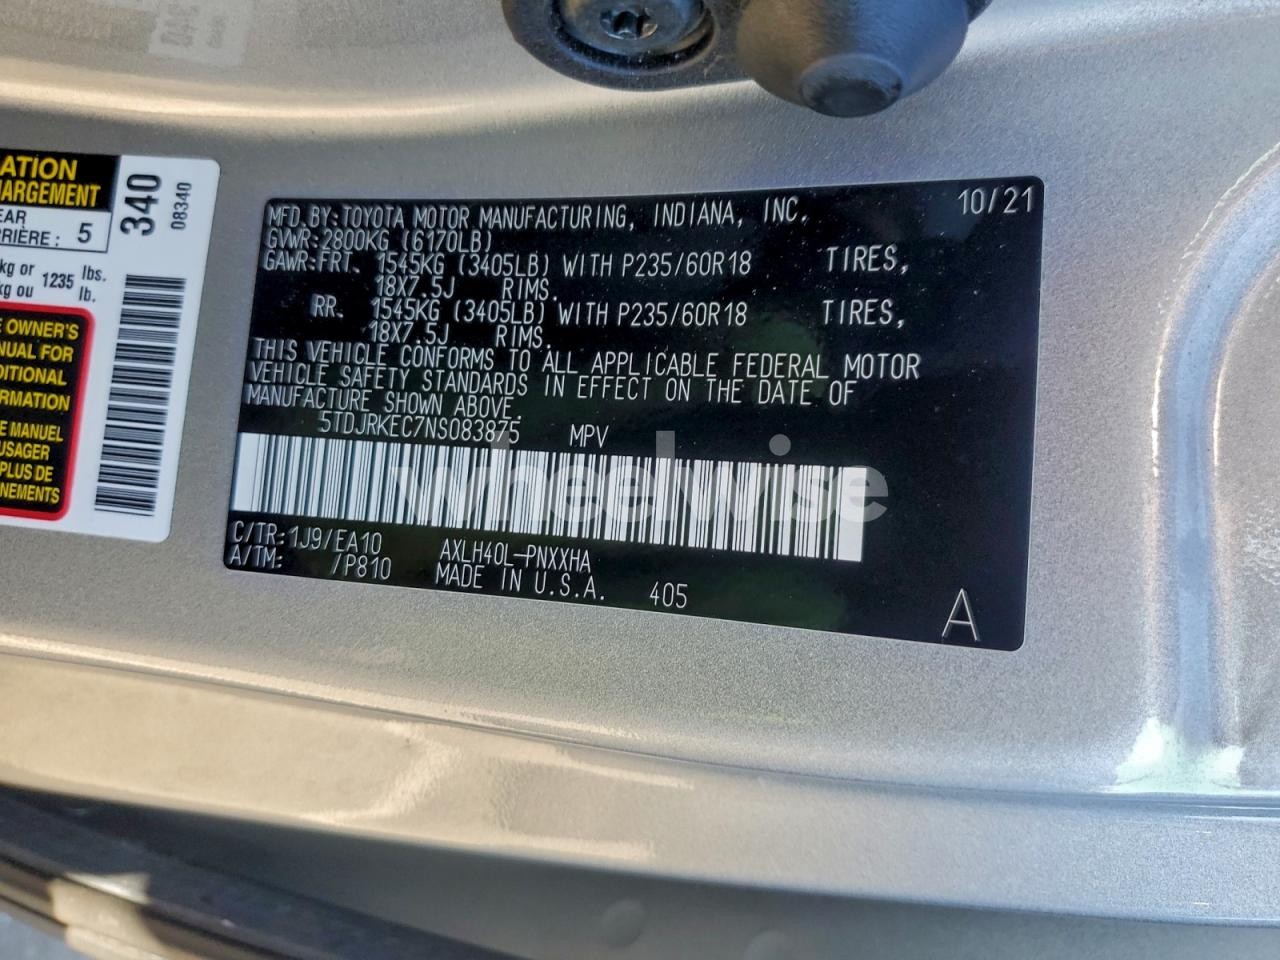 ATION
HARGEMENT
EAR
RIÈRE : 5
kg or 1235 lbs.
kg ou lb.
E OWNER'S
NUAL FOR
DITIONAL
ORMATION
E MANUEL
USAGER
PLUS DE
GNEMENTS
340
08340
10/21
MFD. BY: TOYOTA MOTOR MANUFACTURING, INDIANA, INC.
GVWR: 2800KG (6170LB)
GAWR: FRT. 1545KG (3405LB) WITH P235/60R18 TIRES,
18X7.5J RIMS.
RR. 1545KG (3405LB) WITH P235/60R18 TIRES,
18X7.5J RIMS.
THIS VEHICLE CONFORMS TO ALL APPLICABLE FEDERAL MOTOR
VEHICLE SAFETY STANDARDS IN EFFECT ON THE DATE OF
MANUFACTURE SHOWN ABOVE.
5TDJRKEC7NS083875 MPV
wheelwise
C/TR: 1J9/EA10 AXLH40L-PNXXHA
A/TM: /P810 MADE IN U.S.A. 405
A